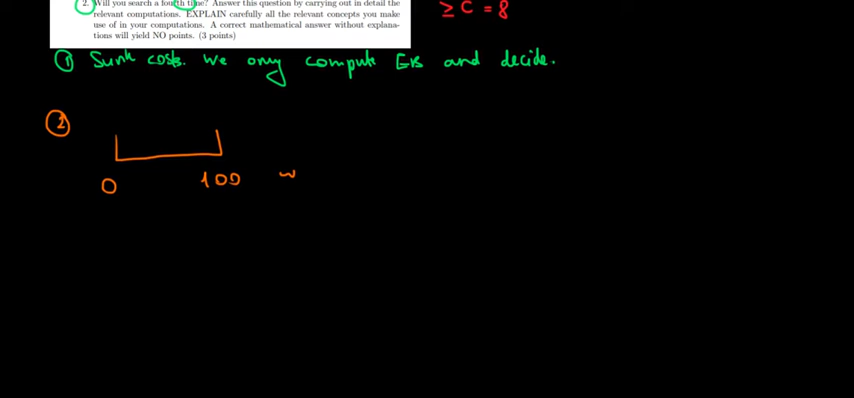 2. Will you search a fourth time? Answer this question by carrying out in detail the
relevant computations. EXPLAIN carefully all the relevant concepts you make
use of in your computations. A correct mathematical answer without explana-
tions will yield NO points. (3 points)
≥ C = 8
① Sunk costs. We only compute EB and decide.
②
0 100 w